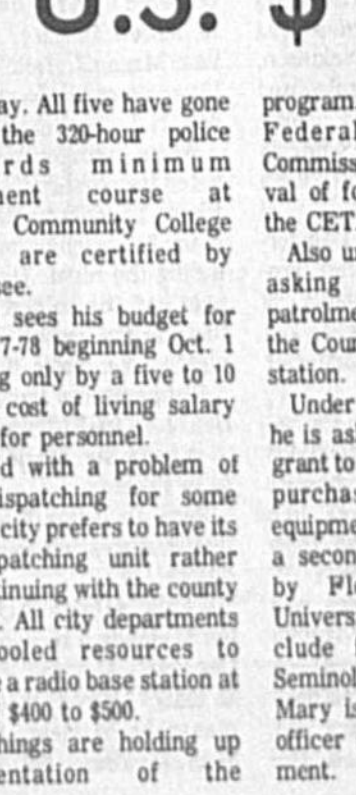 U.S. $
ay. All five have gone
the 320-hour police
rds minimum
ment course at
Community College
are certified by
see.
sees his budget for
7-78 beginning Oct. 1
g only by a five to 10
cost of living salary
for personnel.
d with a problem of
ispatching for some
city prefers to have its
patching unit rather
inuing with the county
. All city departments
ooled resources to
a radio base station at
$400 to $500.
hings are holding up
entation of the
program
Federal
Commiss
val of fo
the CET
Also u
asking
patrolme
the Cour
station.
Under
he is as
grant to
purcha
equipme
a secon
by Flo
Univers
clude
Seminol
Mary is
officer
ment.